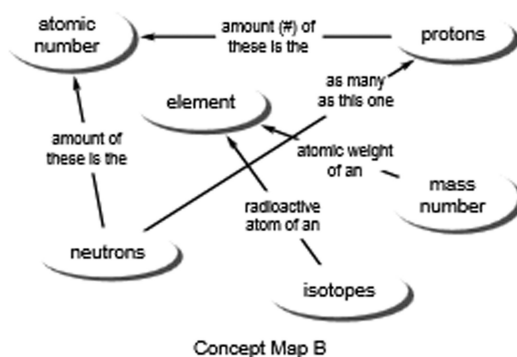 atomic
number
amount (#) of
these is the
protons
element
as many
as this one
amount of
these is the
atomic weight
of an
mass
number
radioactive
atom of an
neutrons
isotopes
Concept Map B